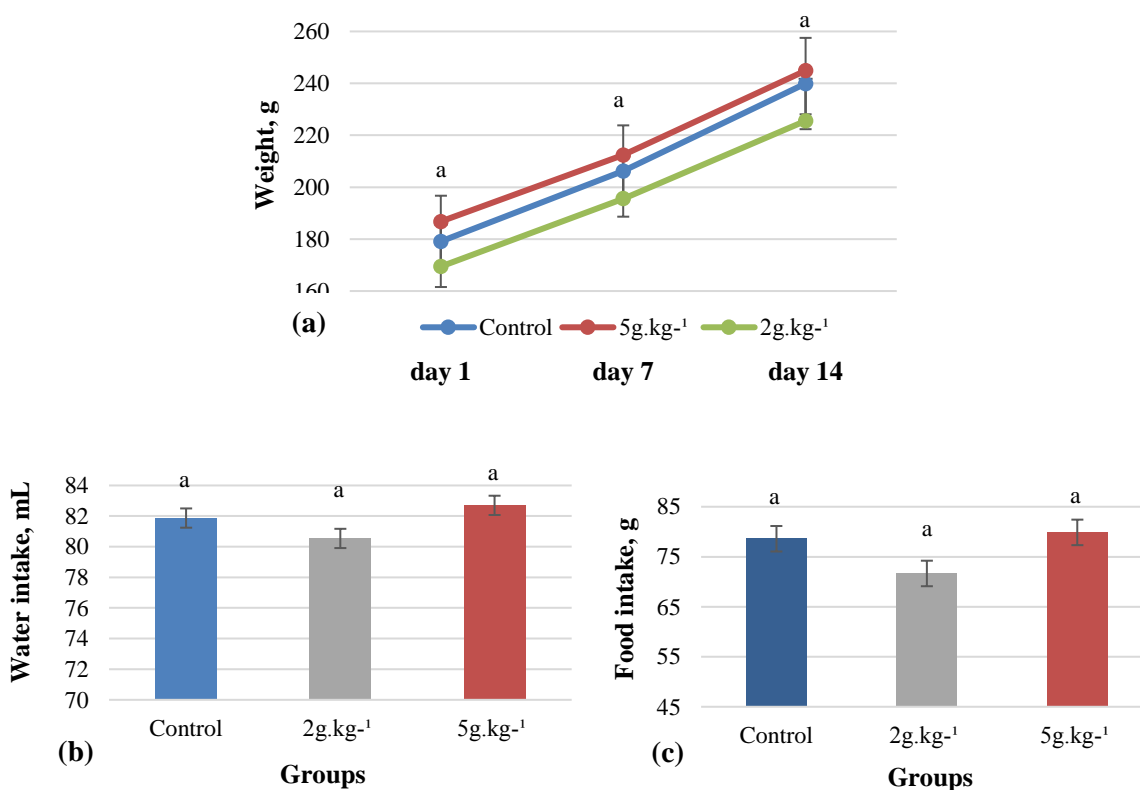 a
260
240
a
220
Weight, g
a
200
180
160
(a)
Control 5g.kg-¹ 2g.kg-¹
day 1 day 7 day 14
Water intake, mL
84
82
80
78
76
74
72
70
a a a
Control 2g.kg-¹ 5g.kg-¹
(b)
Groups
Food intake, g
85
75
65
55
45
a a a
Control 2g.kg-¹ 5g.kg-¹
(c)
Groups